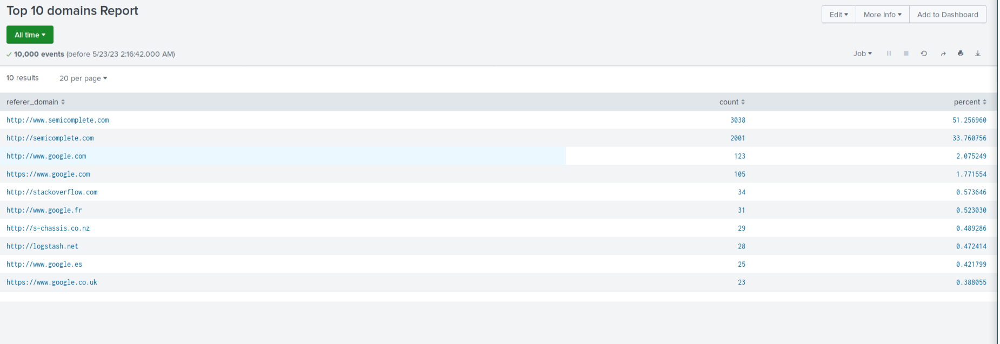 Top 10 domains Report
Edit More Info Add to Dashboard
All time
10,000 events (before 5/23/23 2:16:42.000 AM)
Job
10 results 20 per page
referer_domain count percent
http://www.semicomplete.com 3038 51.256960
http://semicomplete.com 2001 33.760756
http://www.google.com 123 2.075249
https://www.google.com 105 1.771554
http://stackoverflow.com 34 0.573646
http://www.google.fr 31 0.523030
http://s-chassis.co.nz 29 0.489286
http://logstash.net 28 0.472414
http://www.google.es 25 0.421799
https://www.google.co.uk 23 0.388055